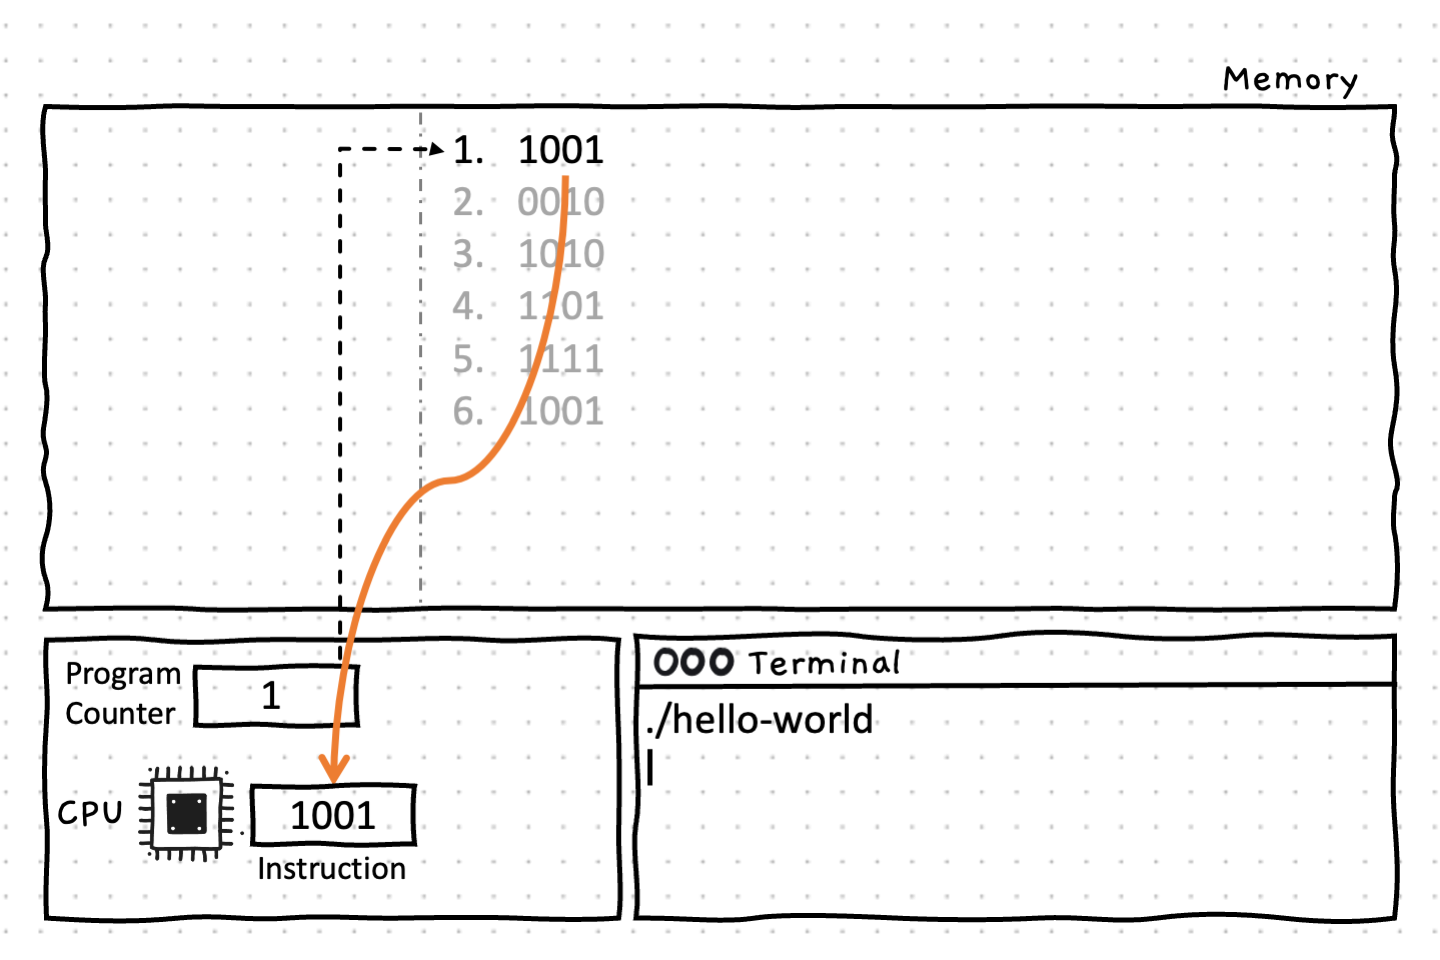 Memory
1. 1001
2. 0010
3. 1010
4. 1101
5. 1111
6. 1001
Program
Counter
1
CPU
1001
Instruction
Terminal
./hello-world